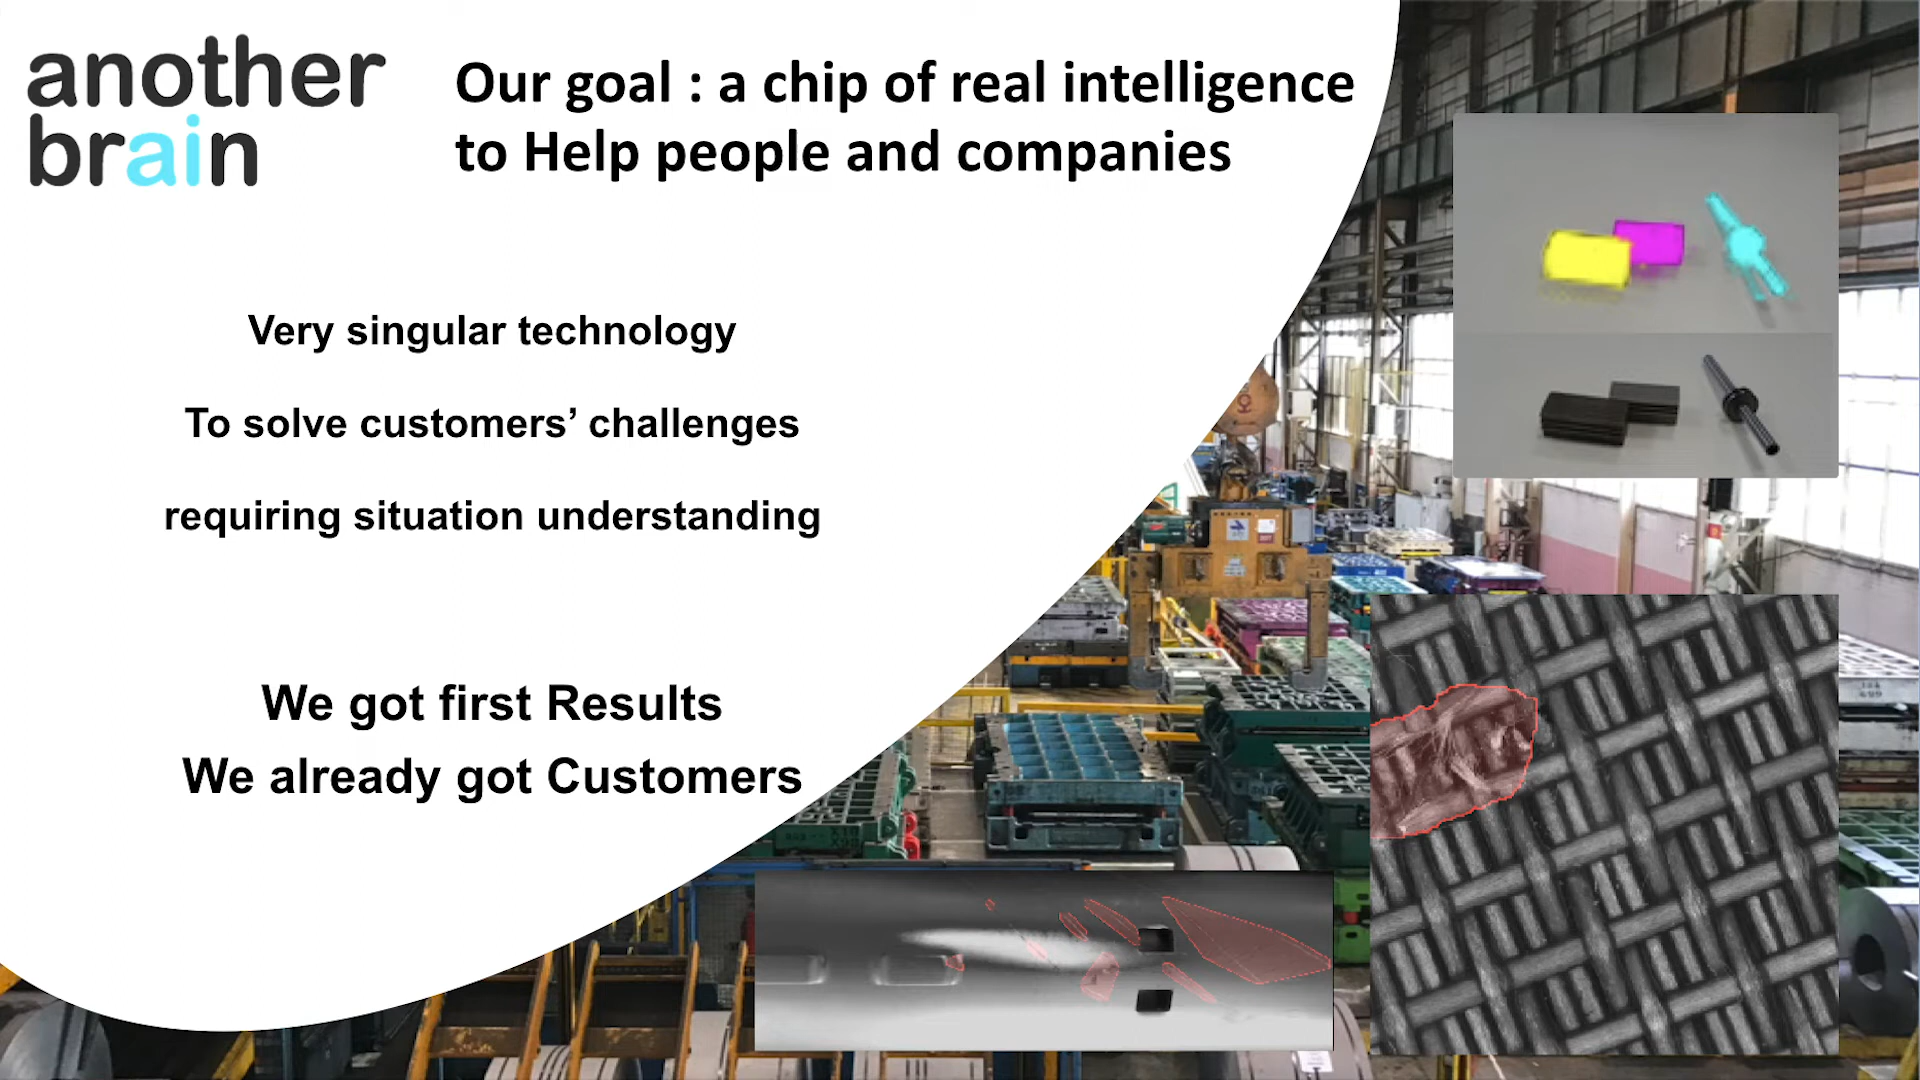 another
brain
Our goal : a chip of real intelligence
to Help people and companies
Very singular technology
To solve customers’ challenges
requiring situation understanding
We got first Results
We already got Customers